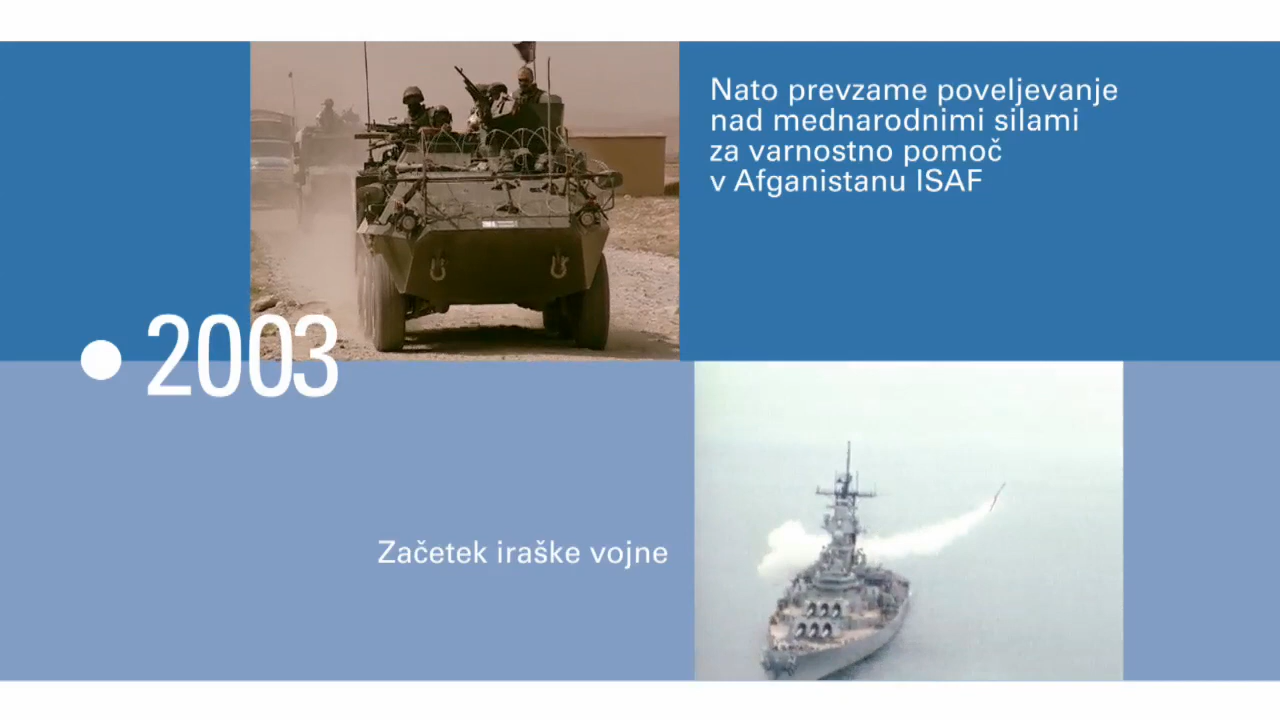 Nato prevzame poveljevanje
nad mednarodnimi silami
za varnostno pomoč
v Afganistanu ISAF
2003
Začetek iraške vojne